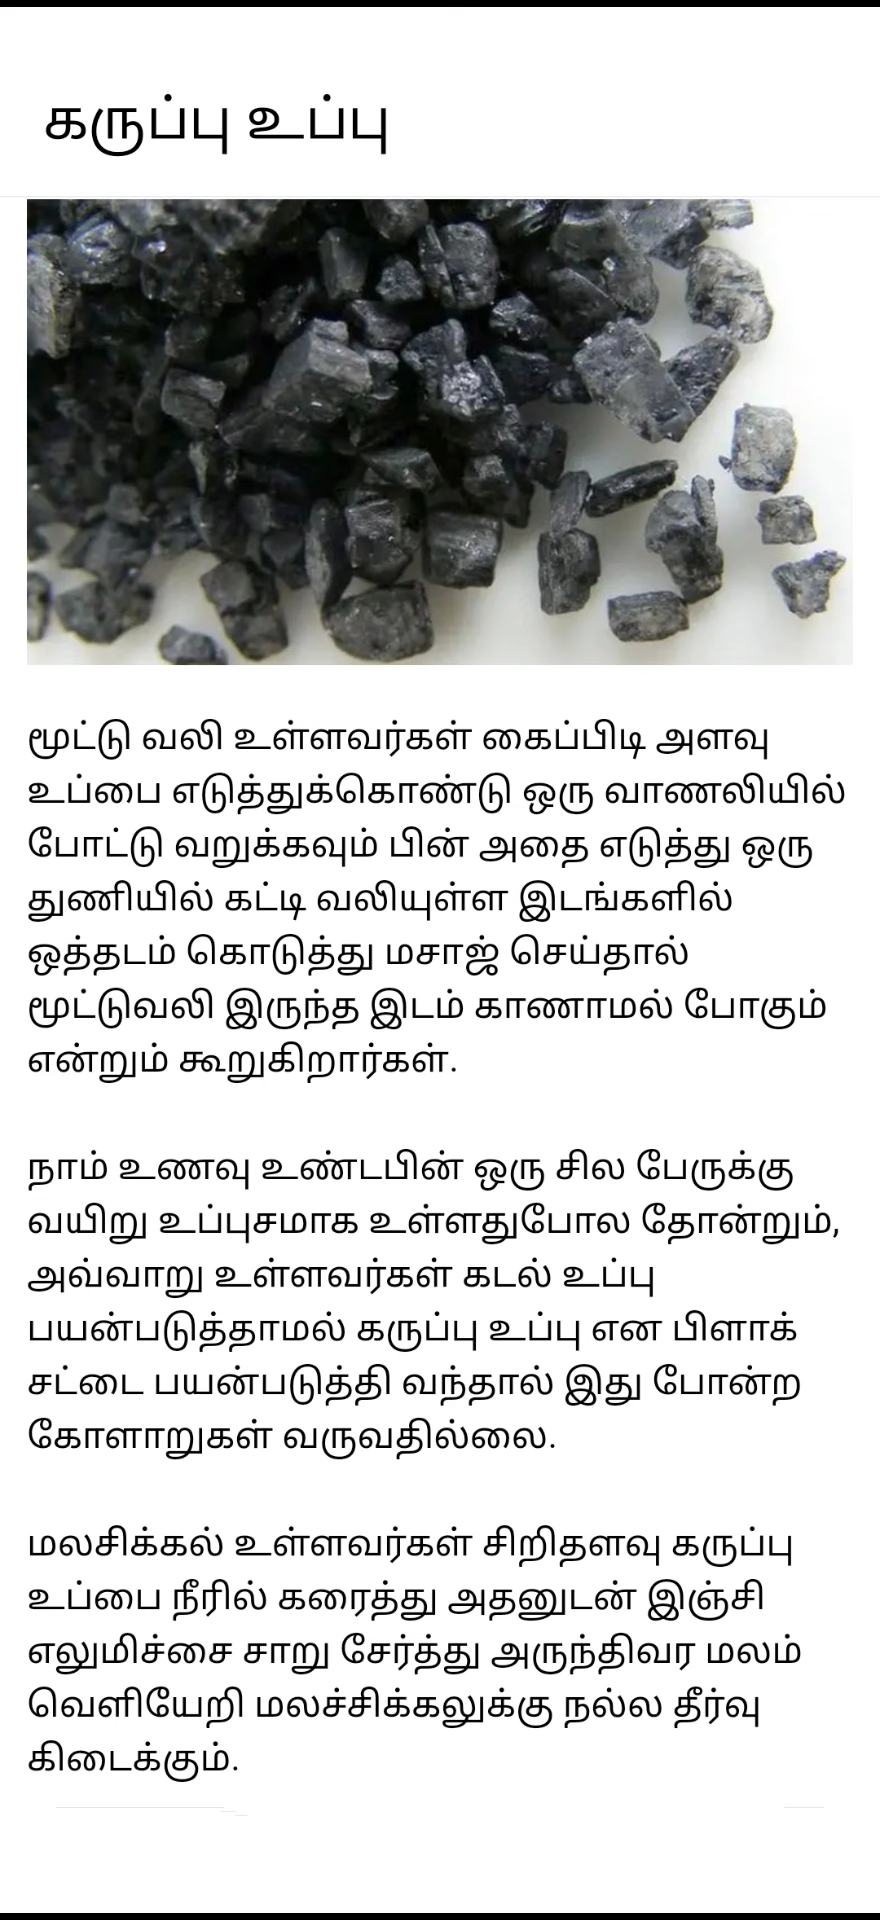 கருப்பு உப்பு
மூட்டு வலி உள்ளவர்கள் கைப்பிடி அளவு
உப்பை எடுத்துக்கொண்டு ஒரு வாணலியில்
போட்டு வறுக்கவும் பின் அதை எடுத்து ஒரு
துணியில் கட்டி வலியுள்ள இடங்களில்
ஒத்தடம் கொடுத்து மசாஜ் செய்தால்
மூட்டுவலி இருந்த இடம் காணாமல் போகும்
என்றும் கூறுகிறார்கள்.
நாம் உணவு உண்டபின் ஒரு சில பேருக்கு
வயிறு உப்புசமாக உள்ளதுபோல தோன்றும்,
அவ்வாறு உள்ளவர்கள் கடல் உப்பு
பயன்படுத்தாமல் கருப்பு உப்பு என பிளாக்
சட்டை பயன்படுத்தி வந்தால் இது போன்ற
கோளாறுகள் வருவதில்லை.
மலசிக்கல் உள்ளவர்கள் சிறிதளவு கருப்பு
உப்பை நீரில் கரைத்து அதனுடன் இஞ்சி
எலுமிச்சை சாறு சேர்த்து அருந்திவர மலம்
வெளியேறி மலச்சிக்கலுக்கு நல்ல தீர்வு
கிடைக்கும்.